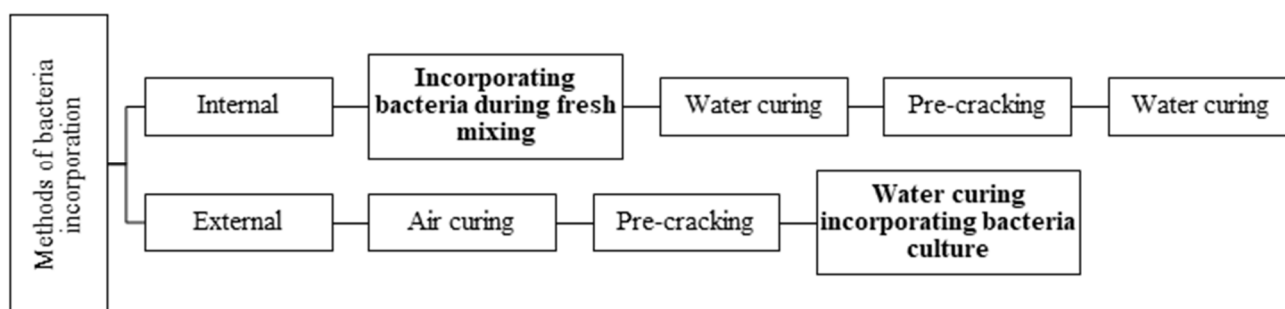 Methods of bacteria
incorporation
Internal
Incorporating
bacteria during fresh
mixing
Water curing
Pre-cracking
Water curing
External
Air curing
Pre-cracking
Water curing
incorporating bacteria
culture